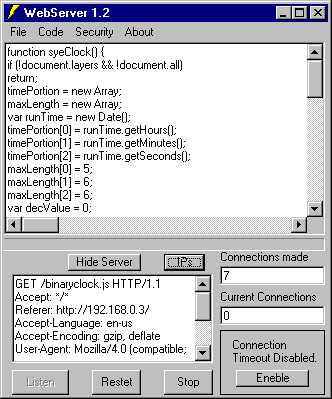 WebServer 1.2
File Code Security About
function syeClock() {
if (!document.layers && !document.all)
return;
timePortion = new Array;
maxLength = new Array;
var runTime = new Date();
timePortion[0] = runTime.getHours();
timePortion[1] = runTime.getMinutes();
timePortion[2] = runTime.getSeconds();
maxLength[0] = 5;
maxLength[1] = 6;
maxLength[2] = 6;
var decValue = 0;
Hide Server IPs
GET /binaryclock.js HTTP/1.1
Accept: */*
Referer: http://192.168.0.3/
Accept-Language: en-us
Accept-Encoding: gzip, deflate
User-Agent: Mozilla/4.0 (compatible;
Connections made
7
Current Connections
0
Connection
Timeout Disabled.
Eneble
Listen Restet Stop